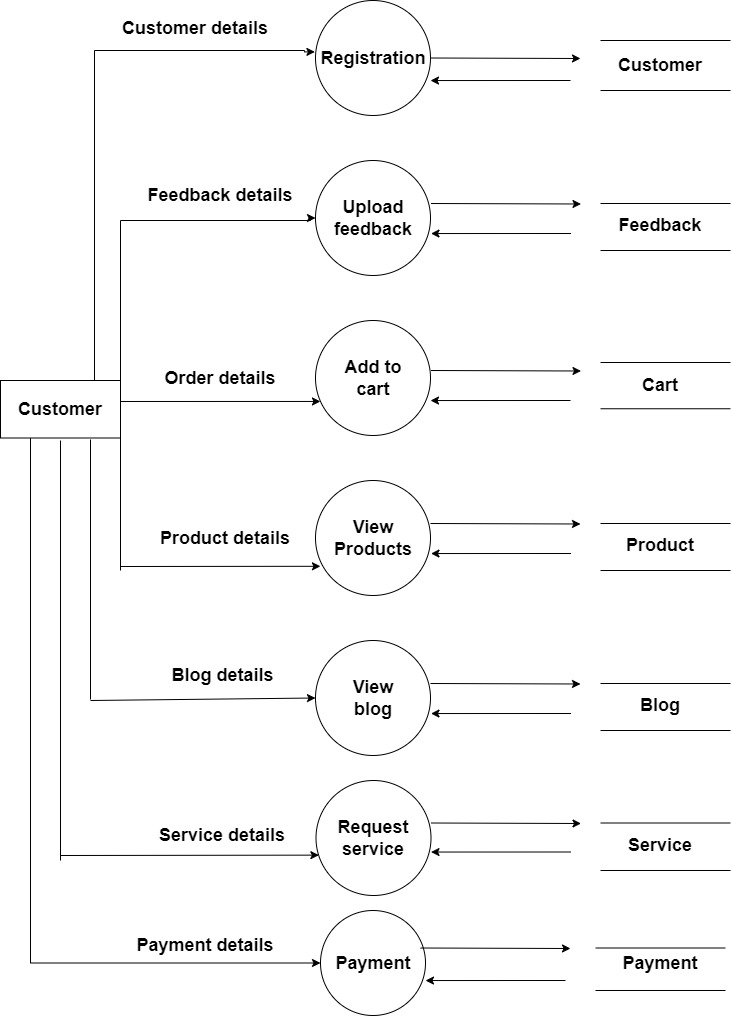 Customer details
Registration
Customer
Feedback details
Upload
feedback
Feedback
Order details
Add to
cart
Cart
Customer
Product details
View
Products
Product
Blog details
View
blog
Blog
Service details
Request
service
Service
Payment details
Payment
Payment